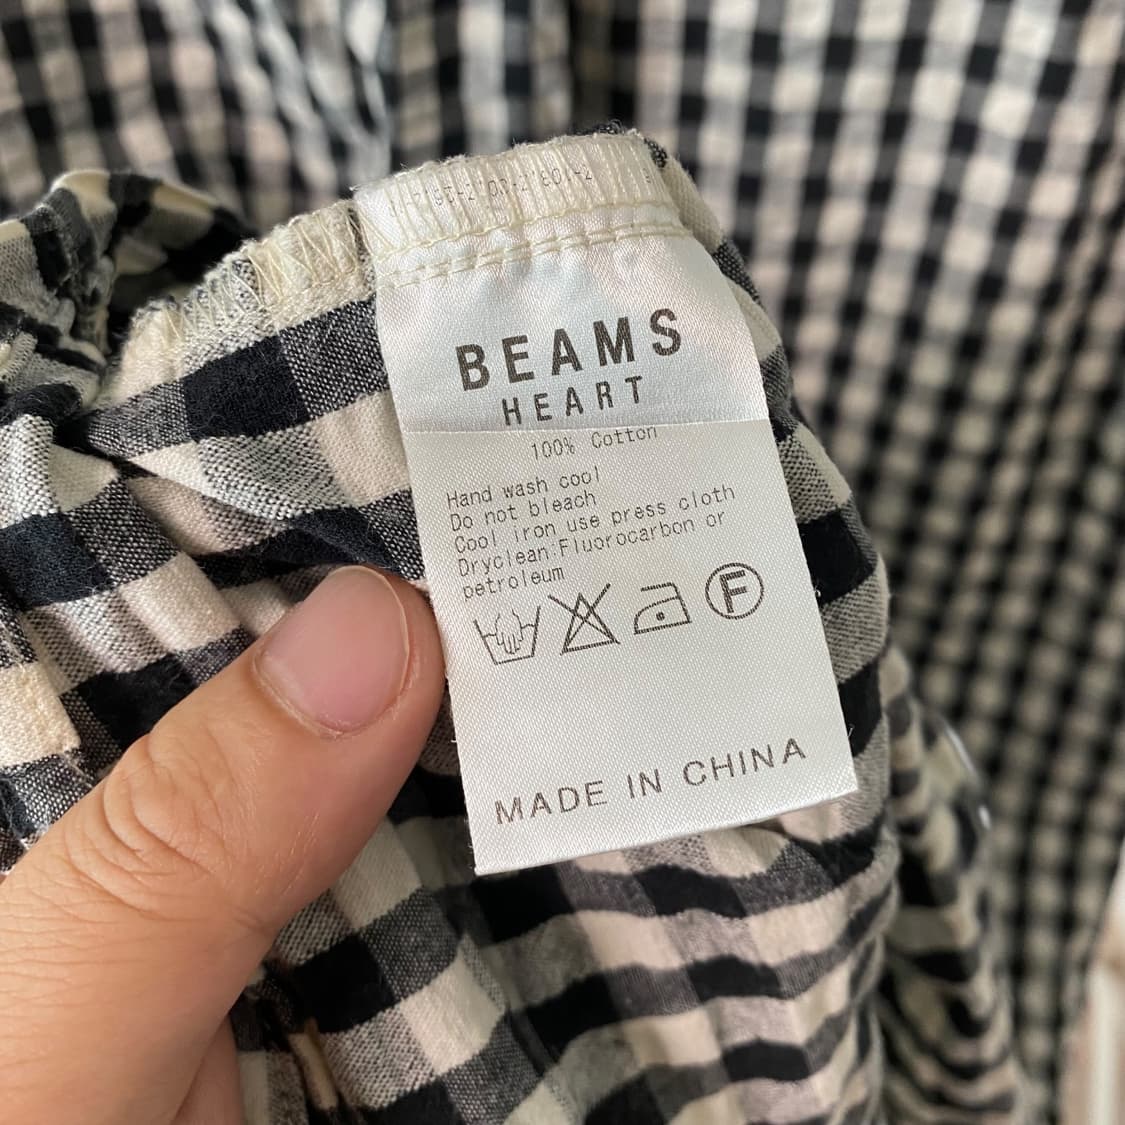 BEAMS
HEART
100% Cotton
Hand wash cool
Do not bleach
Cool iron use press cloth
Dryclean:Fluorocarbon or
petroleum
F
MADE IN CHINA